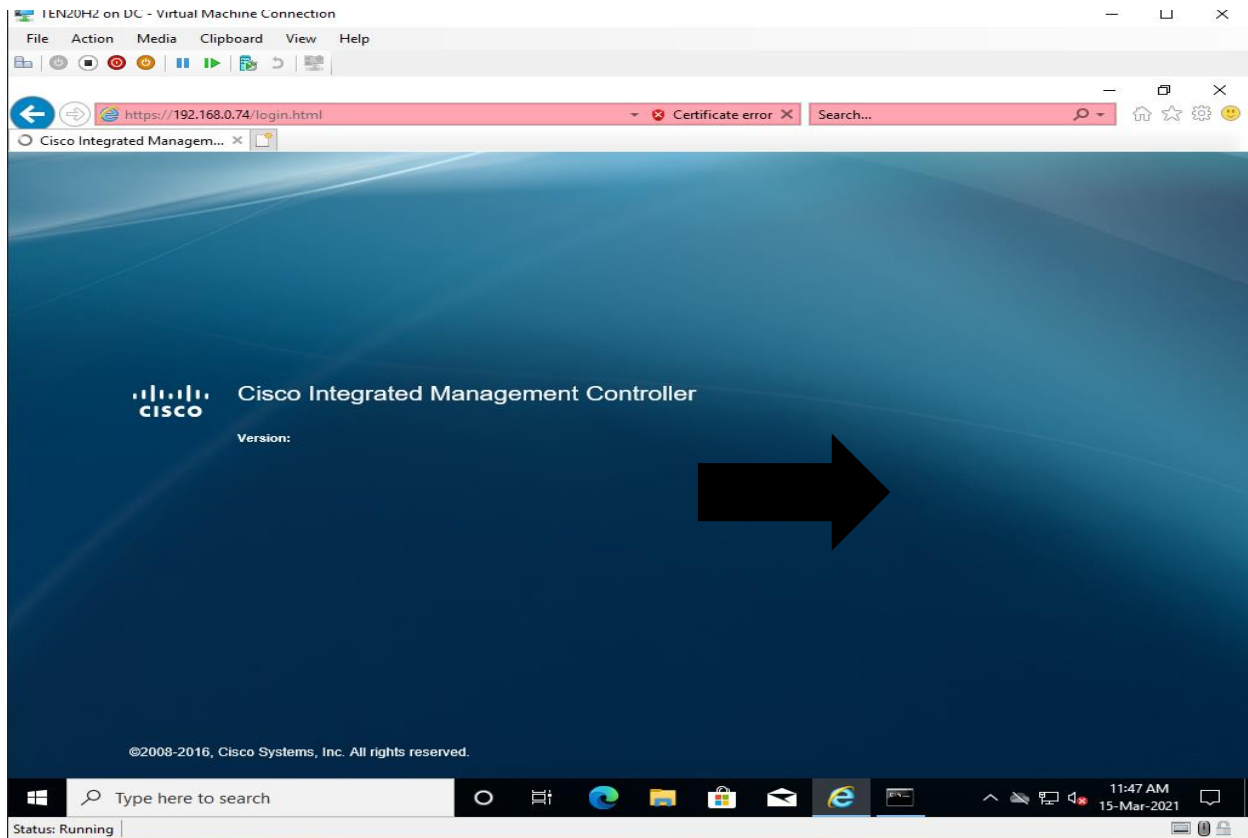 TEN20H2 on DC - Virtual Machine Connection
File Action Media Clipboard View Help
https://192.168.0.74/login.html
Certificate error
Search...
Cisco Integrated Managem...
CISCO
Cisco Integrated Management Controller
Version:
©2008-2016, Cisco Systems, Inc. All rights reserved.
Type here to search
11:47 AM
15-Mar-2021
Status: Running